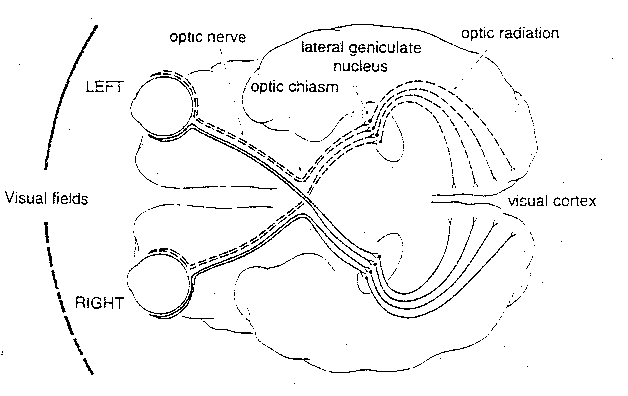 optic nerve
lateral geniculate
nucleus
optic radiation
LEFT
optic chiasm
Visual fields
visual cortex
RIGHT